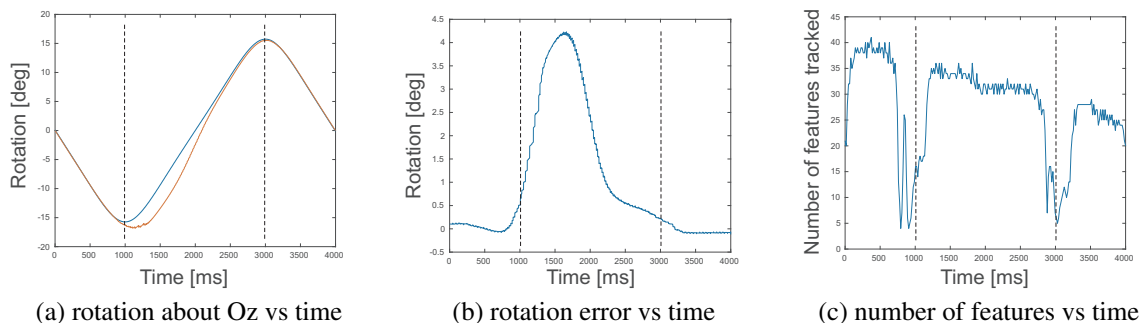 20
15
10
5
0
-5
-10
-15
-20
Rotation [deg]
0 500 1000 1500 2000 2500 3000 3500 4000
Time [ms]
(a) rotation about Oz vs time
4.5
4
3.5
3
2.5
2
1.5
1
0.5
0
-0.5
Rotation [deg]
0 500 1000 1500 2000 2500 3000 3500 4000
Time [ms]
(b) rotation error vs time
45
40
35
30
25
20
15
10
5
0
Number of features tracked
0 500 1000 1500 2000 2500 3000 3500 4000
Time [ms]
(c) number of features vs time